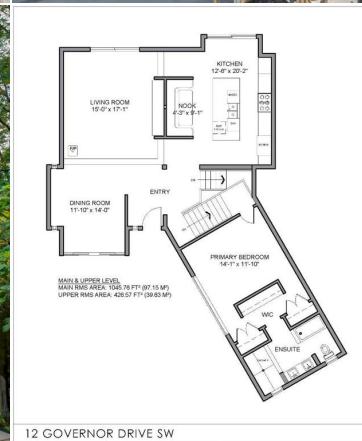 KITCHEN
12'-6" x 20'-2"
LIVING ROOM
15'-0" x 17'-1"
NOOK
4'-3" x 9'-1"
DINING ROOM
11'-10" x 14'-0"
ENTRY
PRIMARY BEDROOM
14'-1" x 11'-10"
MAIN & UPPER LEVEL
MAIN RMS AREA: 1045.76 FT² (97.15 M²)
UPPER RMS AREA: 426.57 FT² (39.63 M²)
WIC
ENSUITE
12 GOVERNOR DRIVE SW